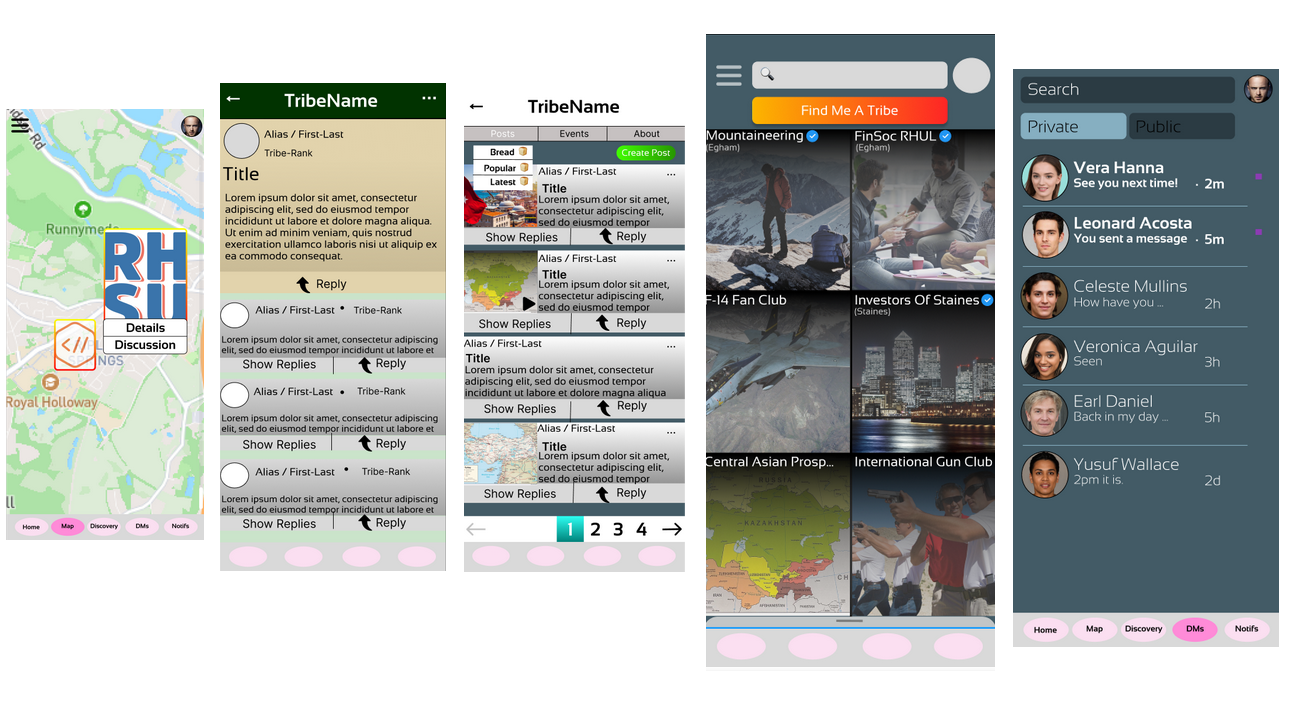 Runnymede
RH
SU
Details
Discussion
</>
Royal Holloway
Home
Map
Discovery
DMs
Notifs
← TribeName ...
Alias / First-Last
Tribe-Rank
Title
Lorem ipsum dolor sit amet, consectetur
adipiscing elit, sed do eiusmod tempor
incididunt ut labore et dolore magna aliqua.
Ut enim ad minim veniam, quis nostrud
exercitation ullamco laboris nisi ut aliquip ex
ea commodo consequat.
Reply
Alias / First-Last • Tribe-Rank
Lorem ipsum dolor sit amet, consectetur adipiscing
elit, sed do eiusmod tempor incididunt ut labore et
Show Replies Reply
Alias / First-Last • Tribe-Rank
Lorem ipsum dolor sit amet, consectetur adipiscing
elit, sed do eiusmod tempor incididunt ut labore et
Show Replies Reply
Alias / First-Last • Tribe-Rank
Lorem ipsum dolor sit amet, consectetur adipiscing
elit, sed do eiusmod tempor incididunt ut labore et
Show Replies Reply
← TribeName
Posts Events About
Bread
Popular
Latest
Create Post
Alias / First-Last ...
Title
Lorem ipsum dolor sit amet,
consectetur adipiscing elit,
sed do eiusmod tempor
Show Replies Reply
Alias / First-Last ...
Title
Lorem ipsum dolor sit amet,
consectetur adipiscing elit,
sed do eiusmod tempor
Show Replies Reply
Alias / First-Last ...
Title
Lorem ipsum dolor sit amet, consectetur
adipiscing elit, sed do eiusmod tempor
incididunt ut labore et dolore magna aliqua
Show Replies Reply
Alias / First-Last ...
Title
Lorem ipsum dolor sit amet,
consectetur adipiscing elit,
sed do eiusmod tempor
Show Replies Reply
← 1 2 3 4 →
Find Me A Tribe
Mountaineering
(Egham)
FinSoc RHUL
(Egham)
F-14 Fan Club
Investors Of Staines
(Staines)
Central Asian Prosp...
RUSSIA
KAZAKHSTAN
International Gun Club
Search
Private
Public
Vera Hanna
See you next time! · 2m
Leonard Acosta
You sent a message · 5m
Celeste Mullins
How have you ... 2h
Veronica Aguilar
Seen 3h
Earl Daniel
Back in my day ... 5h
Yusuf Wallace
2pm it is. 2d
Home
Map
Discovery
DMs
Notifs